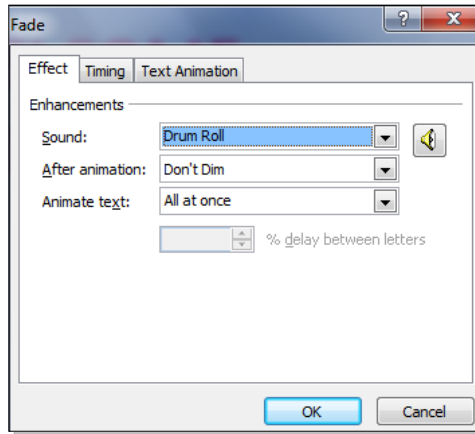 Fade
?
X
Effect Timing Text Animation
Enhancements
Sound: Drum Roll
After animation: Don't Dim
Animate text: All at once
% delay between letters
OK Cancel